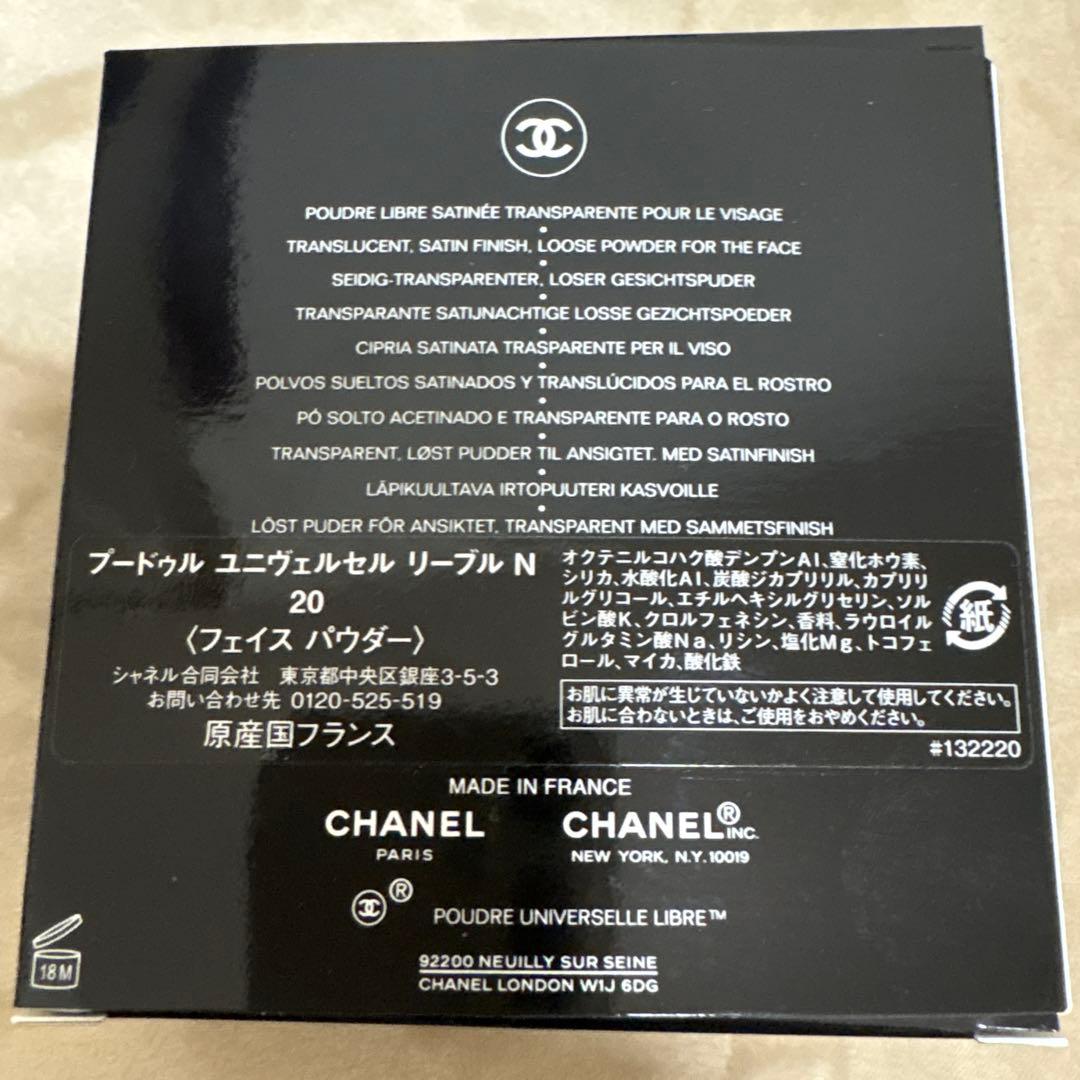 POUDRE LIBRE SATINÉE TRANSPARENTE POUR LE VISAGE
TRANSLUCENT, SATIN FINISH, LOOSE POWDER FOR THE FACE
SEIDIG-TRANSPARENTER, LOSER GESICHTSPUDER
TRANSPARANTE SATIJNACHTIGE LOSSE GEZICHTSPOEDER
CIPRIA SATINATA TRASPARENTE PER IL VISO
POLVOS SUELTOS SATINADOS Y TRANSLÚCIDOS PARA EL ROSTRO
PÓ SOLTO ACETINADO E TRANSPARENTE PARA O ROSTO
TRANSPARENT, LØST PUDDER TIL ANSIGTET. MED SATINFINISH
LÄPIKUULTAVA IRTOPUUTERI KASVOILLE
LÖST PUDER FÖR ANSIKTET, TRANSPARENT MED SAMMETSFINISH
プードゥル ユニヴェルセル リーブル N
20
〈フェイス パウダー〉
シャネル合同会社 東京都中央区銀座3-5-3
お問い合わせ先 0120-525-519
原産国フランス
オクテニルコハク酸デンプンAl、窒化ホウ素、
シリカ、水酸化Al、炭酸ジカプリリル、カプリリ
ルグリコール、エチルヘキシルグリセリン、ソル
ビン酸K、クロルフェネシン、香料、ラウロイル
グルタミン酸Na、リシン、塩化Mg、トコフェ
ロール、マイカ、酸化鉄
紙
お肌に異常が生じていないかよく注意して使用してください。
お肌に合わないときは、ご使用をおやめください。
#132220
MADE IN FRANCE
CHANEL
PARIS
CHANEL® INC.
NEW YORK, N.Y. 10019
®
POUDRE UNIVERSELLE LIBRE™
92200 NEUILLY SUR SEINE
CHANEL LONDON W1J 6DG
18M